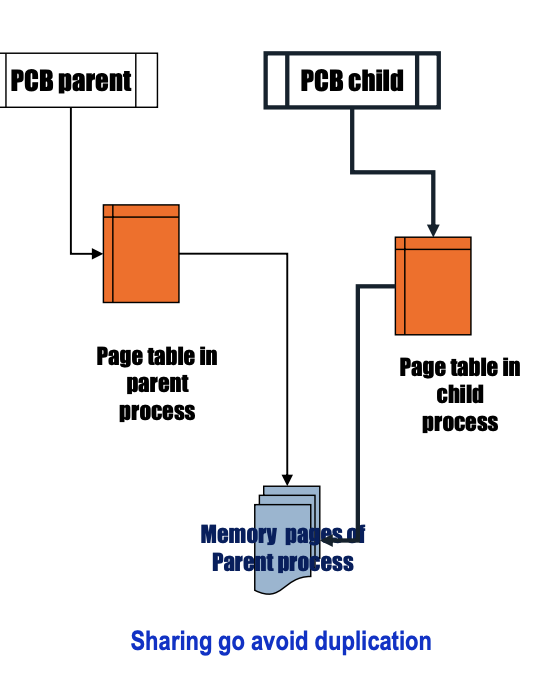 PCB parent
PCB child
Page table in
parent
process
Page table in
child
process
Memory pages of
Parent process
Sharing go avoid duplication